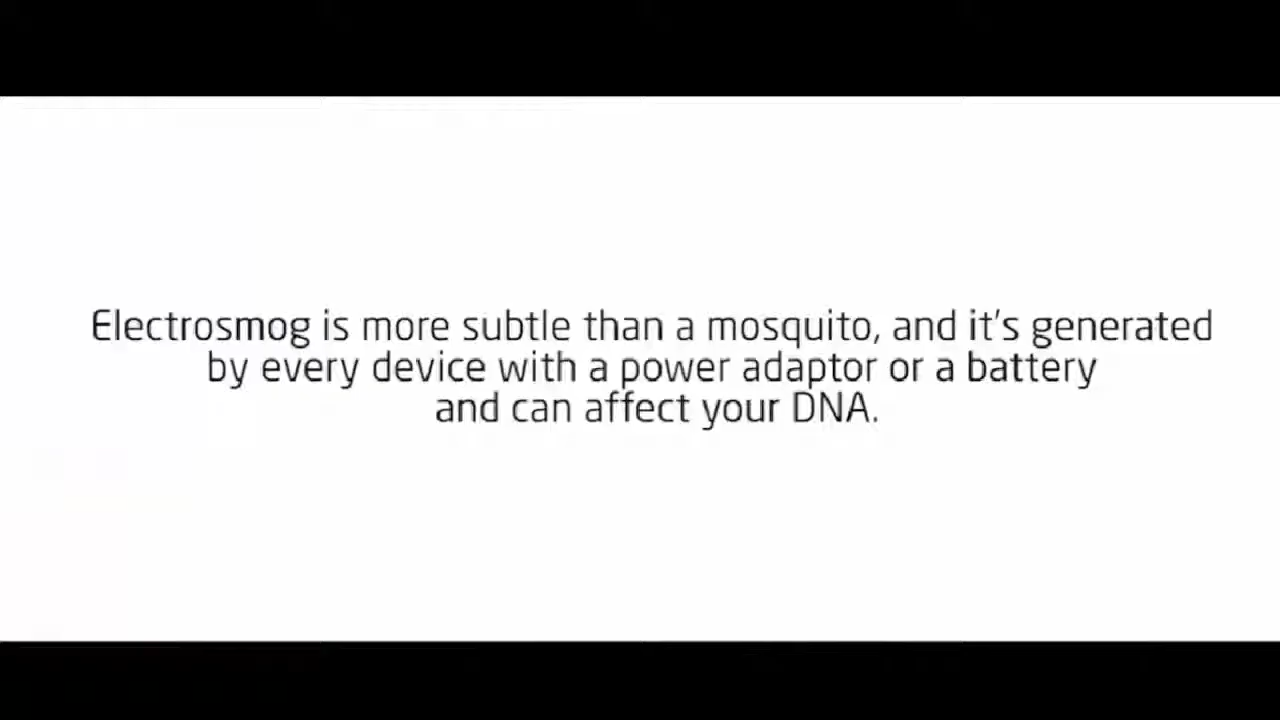 Electrosmog is more subtle than a mosquito, and it's generated
by every device with a power adaptor or a battery
and can affect your DNA.